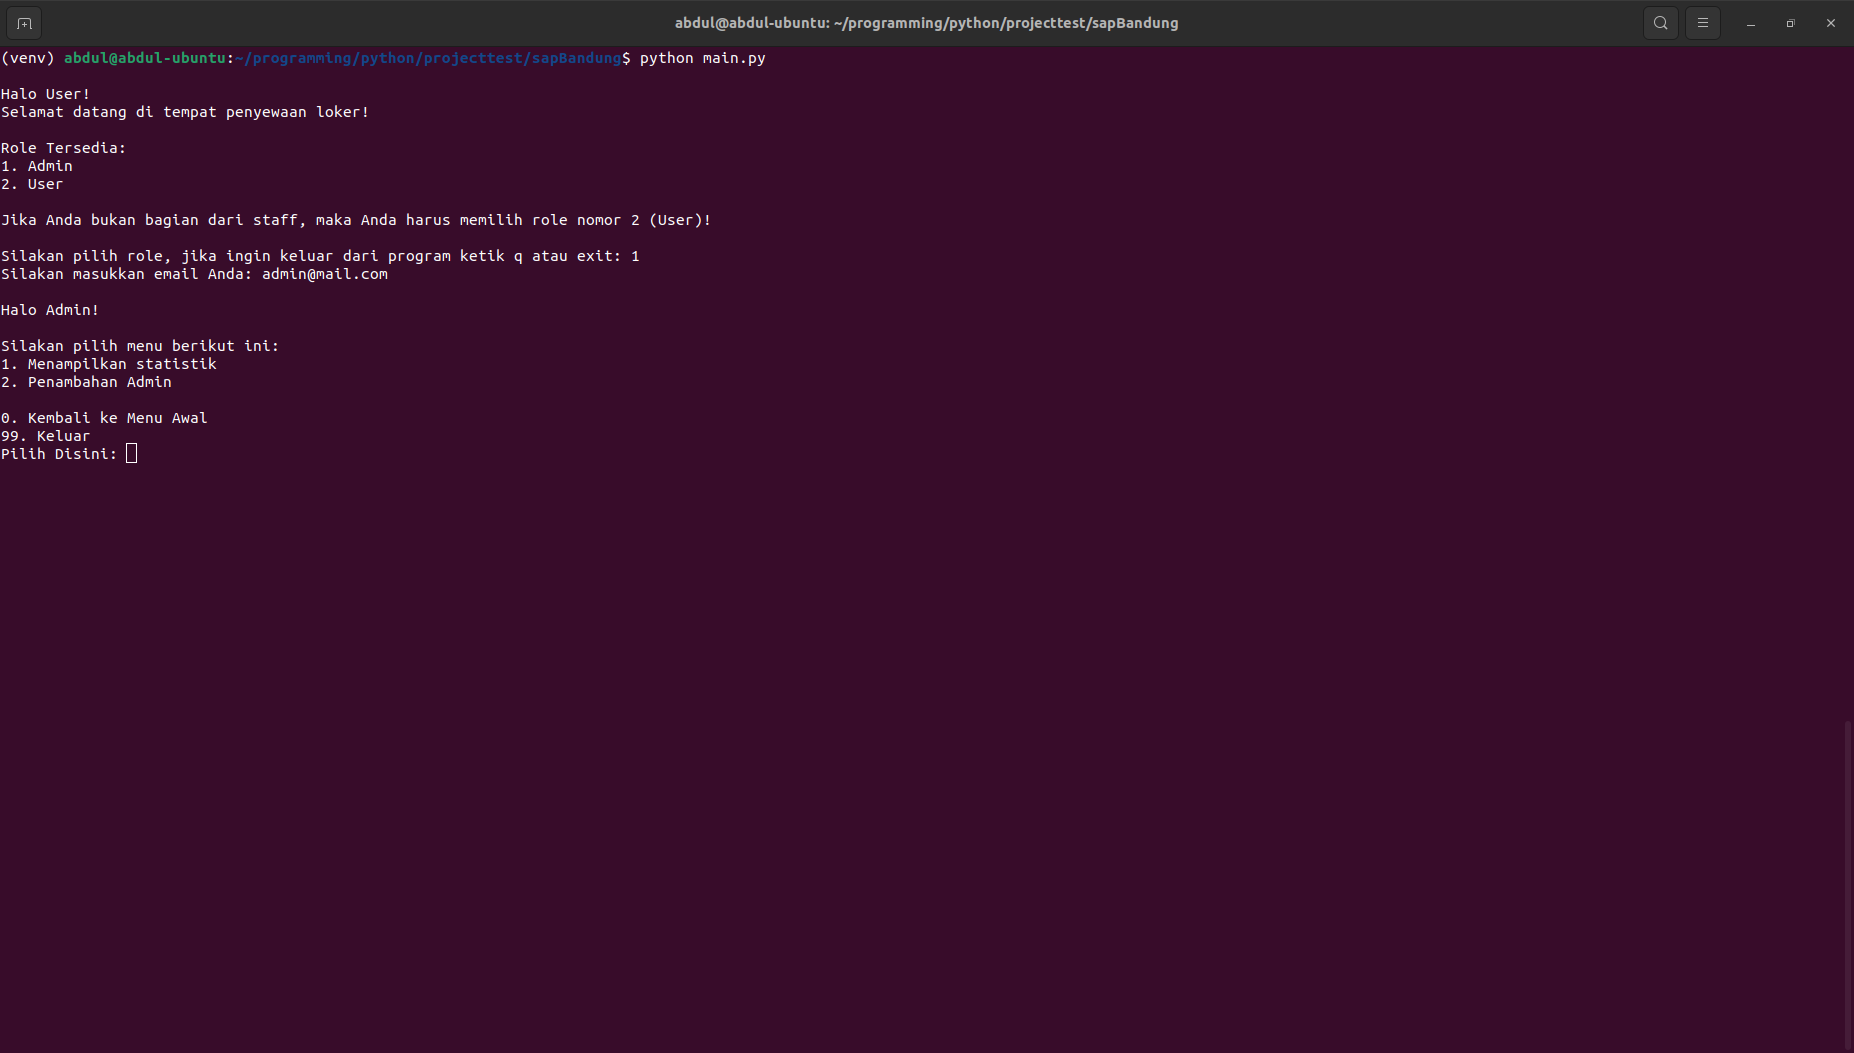 abdul@abdul-ubuntu: ~/programming/python/projecttest/sapBandung
(venv) abdul@abdul-ubuntu:~/programming/python/projecttest/sapBandung$ python main.py
Halo User!
Selamat datang di tempat penyewaan loker!
Role Tersedia:
1. Admin
2. User
Jika Anda bukan bagian dari staff, maka Anda harus memilih role nomor 2 (User)!
Silakan pilih role, jika ingin keluar dari program ketik q atau exit: 1
Silakan masukkan email Anda: admin@mail.com
Halo Admin!
Silakan pilih menu berikut ini:
1. Menampilkan statistik
2. Penambahan Admin
0. Kembali ke Menu Awal
99. Keluar
Pilih Disini: